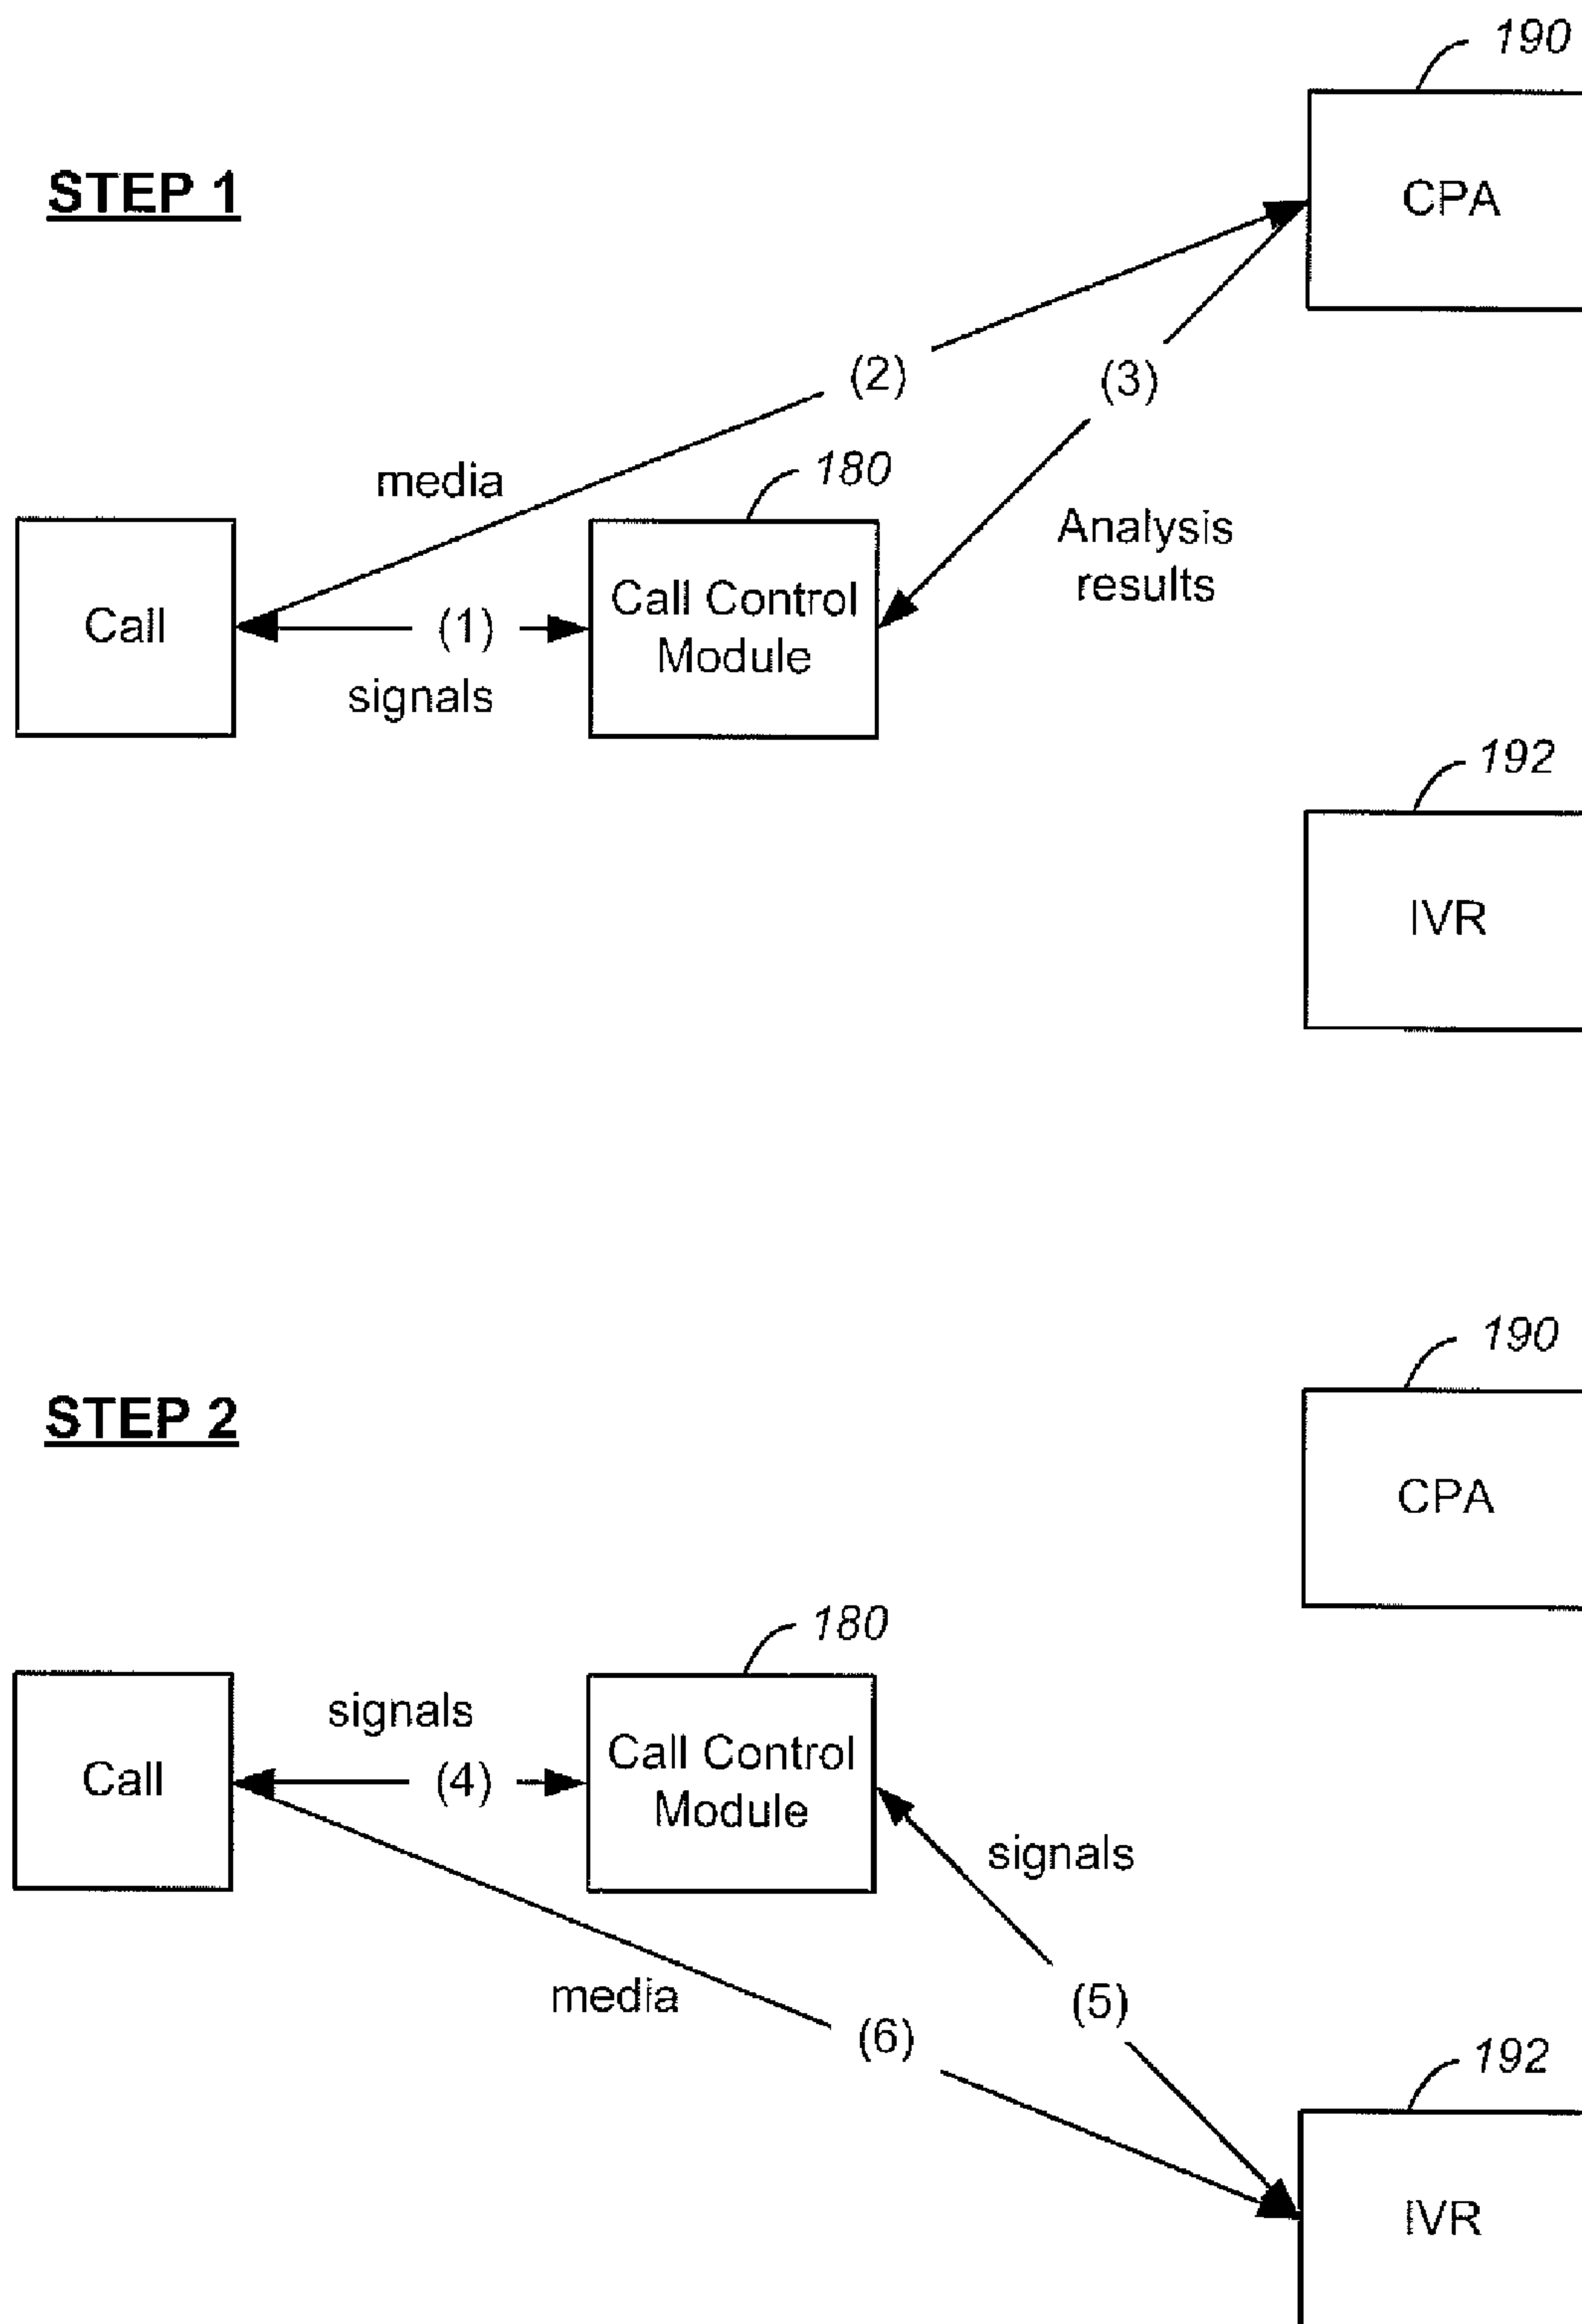 190
STEP 1
CPA
(2)
(3)
media
180
Analysis
results
Call
(1)
Call Control
Module
signals
192
IVR
190
STEP 2
CPA
180
signals
Call
(4)
Call Control
Module
signals
media
(5)
(6)
192
IVR